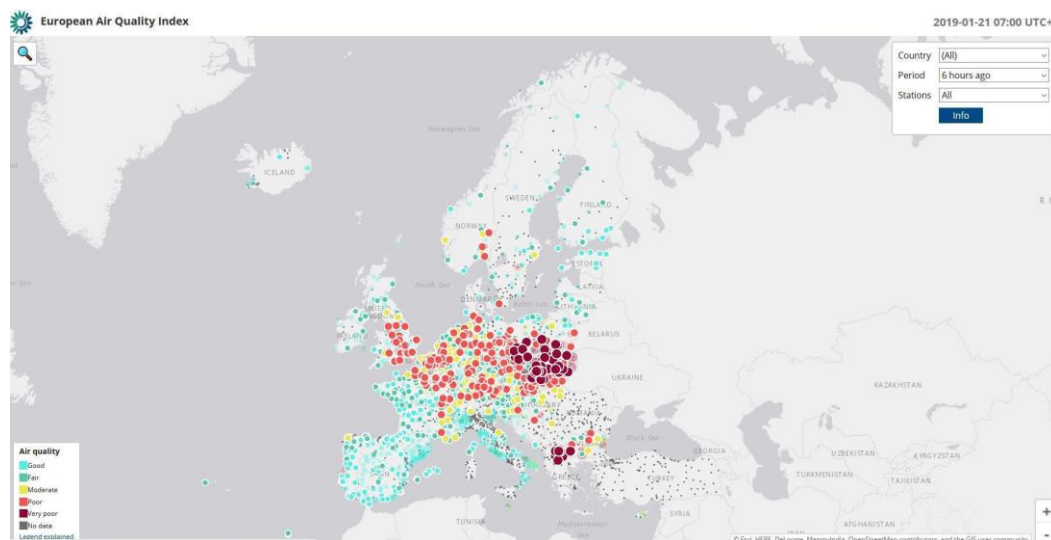 European Air Quality Index
2019-01-21 07:00 UTC+
Country (All)
Period 6 hours ago
Stations All
Info
Norwegian Sea
ICELAND
SWEDEN
FINLAND
NORWAY
North Sea
DENMARK
Baltic Sea
LATVIA
BELARUS
UKRAINE
KAZAKHSTAN
Black Sea
GEORGIA
UZBEKISTAN
KYRGYZSTAN
TURKMENISTAN
TAJIKISTAN
GREECE
TURKEY
SYRIA
TUNISIA
Mediterranean
Sea
AFGHANISTAN
Air quality
Good
Fair
Moderate
Poor
Very poor
No data
Legend explained
+
-